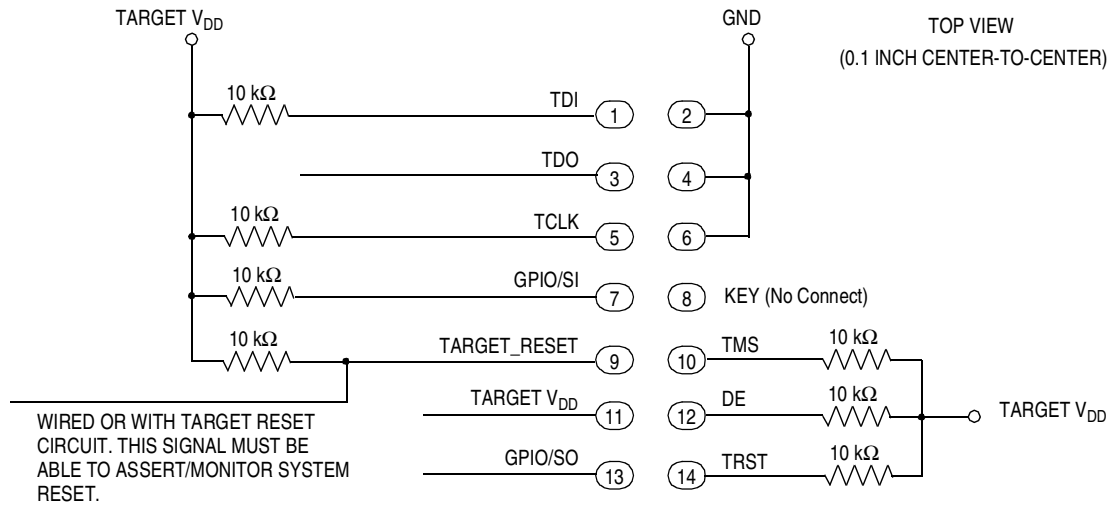 TARGET VDD
GND
TOP VIEW
(0.1 INCH CENTER-TO-CENTER)
10 kΩ
TDI
1
2
TDO
3
4
10 kΩ
TCLK
5
6
10 kΩ
GPIO/SI
7
8
KEY (No Connect)
10 kΩ
TARGET_RESET
9
10
TMS
10 kΩ
TARGET VDD
11
12
DE
10 kΩ
TARGET VDD
WIRED OR WITH TARGET RESET
CIRCUIT. THIS SIGNAL MUST BE
ABLE TO ASSERT/MONITOR SYSTEM
RESET.
GPIO/SO
13
14
TRST
10 kΩ